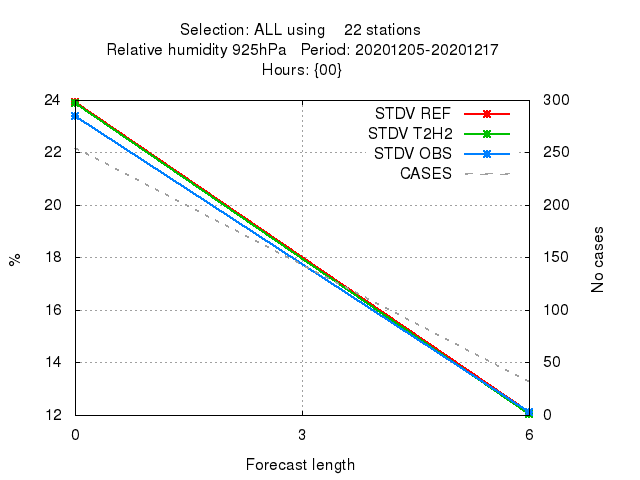 Selection: ALL using    22 stations
Relative humidity 925hPa   Period: 20201205-20201217
Hours: {00}
24
22
20
18
16
14
12
%
300
250
200
150
100
50
0
No cases
STDV REF
STDV T2H2
STDV OBS
CASES
0 3 6
Forecast length